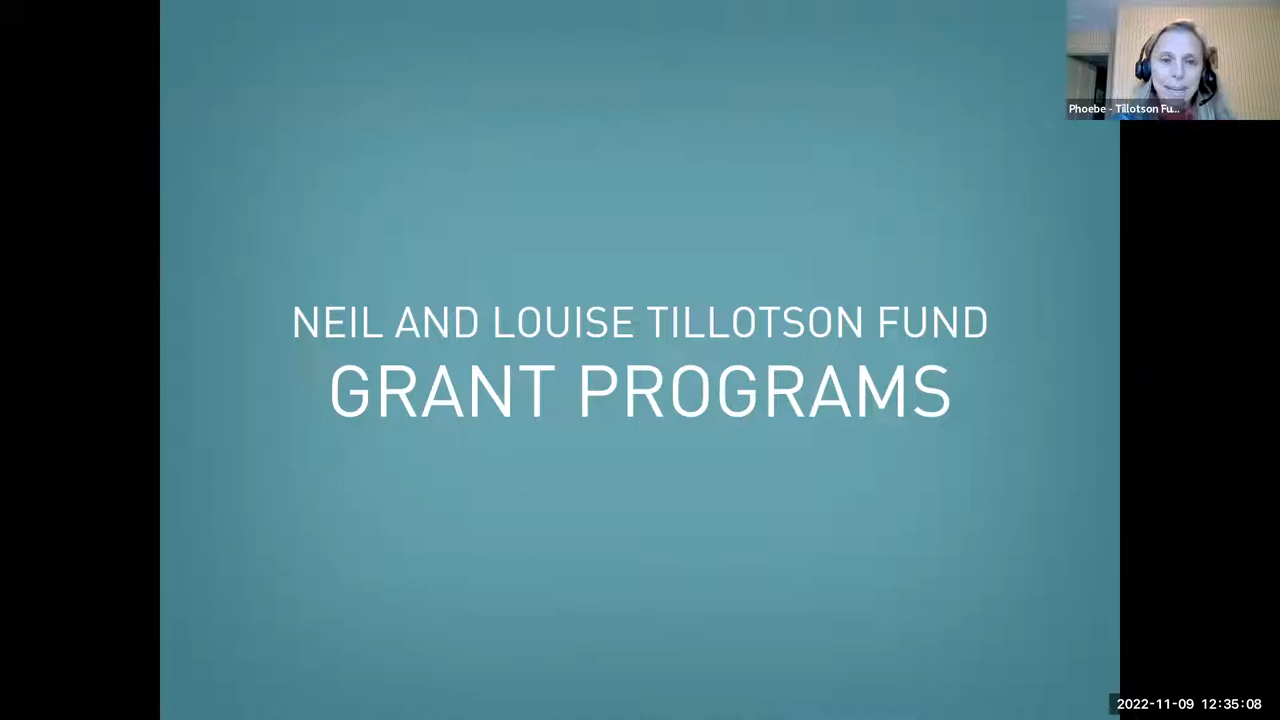 Phoebe - Tillotson Fu...
NEIL AND LOUISE TILLOTSON FUND
GRANT PROGRAMS
2022-11-09 12:35:08